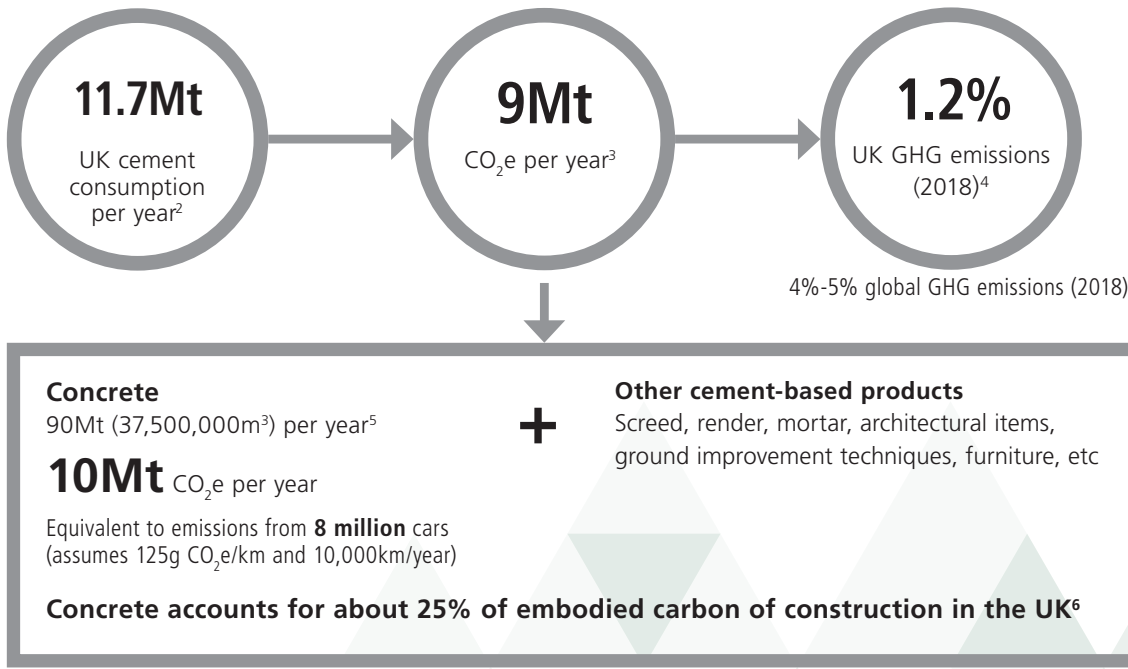 11.7Mt
UK cement
consumption
per year²
9Mt
CO₂e per year³
1.2%
UK GHG emissions
(2018)⁴
4%-5% global GHG emissions (2018)
Concrete
90Mt (37,500,000m³) per year⁵
10Mt CO₂e per year
Equivalent to emissions from 8 million cars
(assumes 125g CO₂e/km and 10,000km/year)
+
Other cement-based products
Screed, render, mortar, architectural items,
ground improvement techniques, furniture, etc
Concrete accounts for about 25% of embodied carbon of construction in the UK⁶